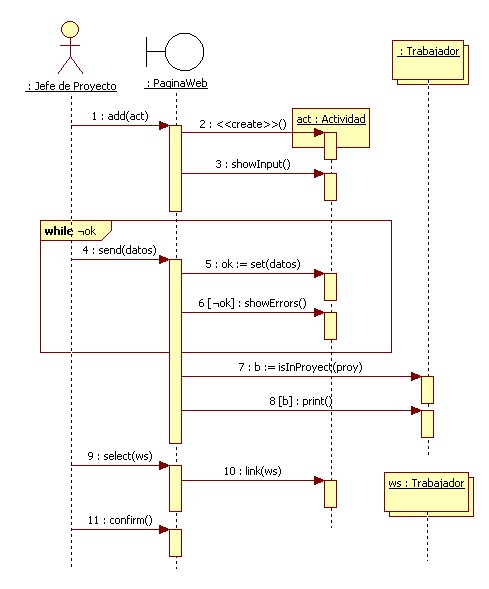 : Jefe de Proyecto
: PaginaWeb
: Trabajador
1 : add(act)
2 : <<create>>()
act : Actividad
3 : showInput()
while ¬ok
4 : send(datos)
5 : ok := set(datos)
6 [¬ok] : showErrors()
7 : b := isInProyect(proy)
8 [b] : print()
9 : select(ws)
10 : link(ws)
ws : Trabajador
11 : confirm()